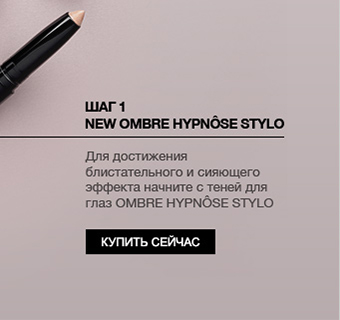 ШАГ 1
NEW OMBRE HYPNÔSE STYLO
Для достижения
блистательного и сияющего
эффекта начните с теней для
глаз OMBRE HYPNÔSE STYLO
КУПИТЬ СЕЙЧАС